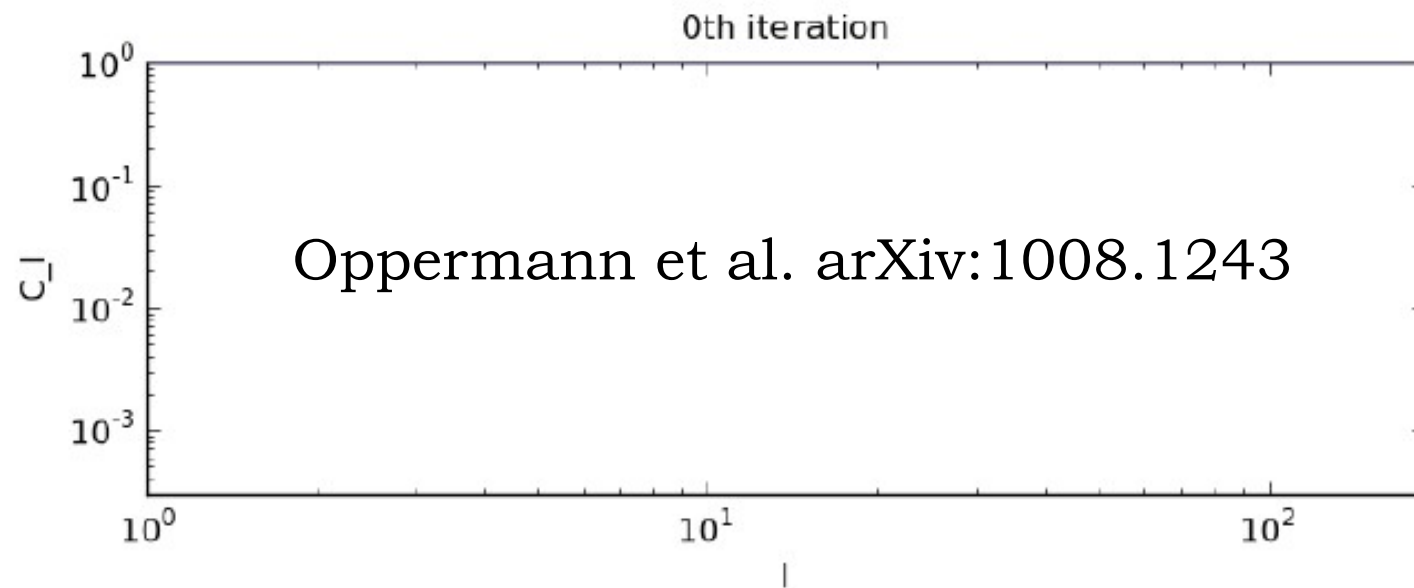 0th iteration
10^0
10^-1
10^-2
10^-3
C_l
Oppermann et al. arXiv:1008.1243
10^0 10^1 10^2
l